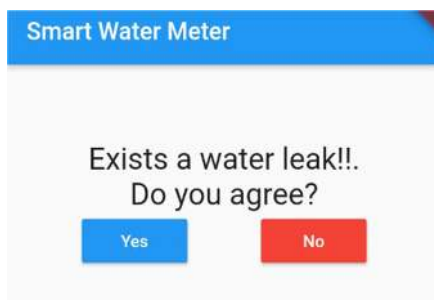 Smart Water Meter
Exists a water leak!!.
Do you agree?
Yes No